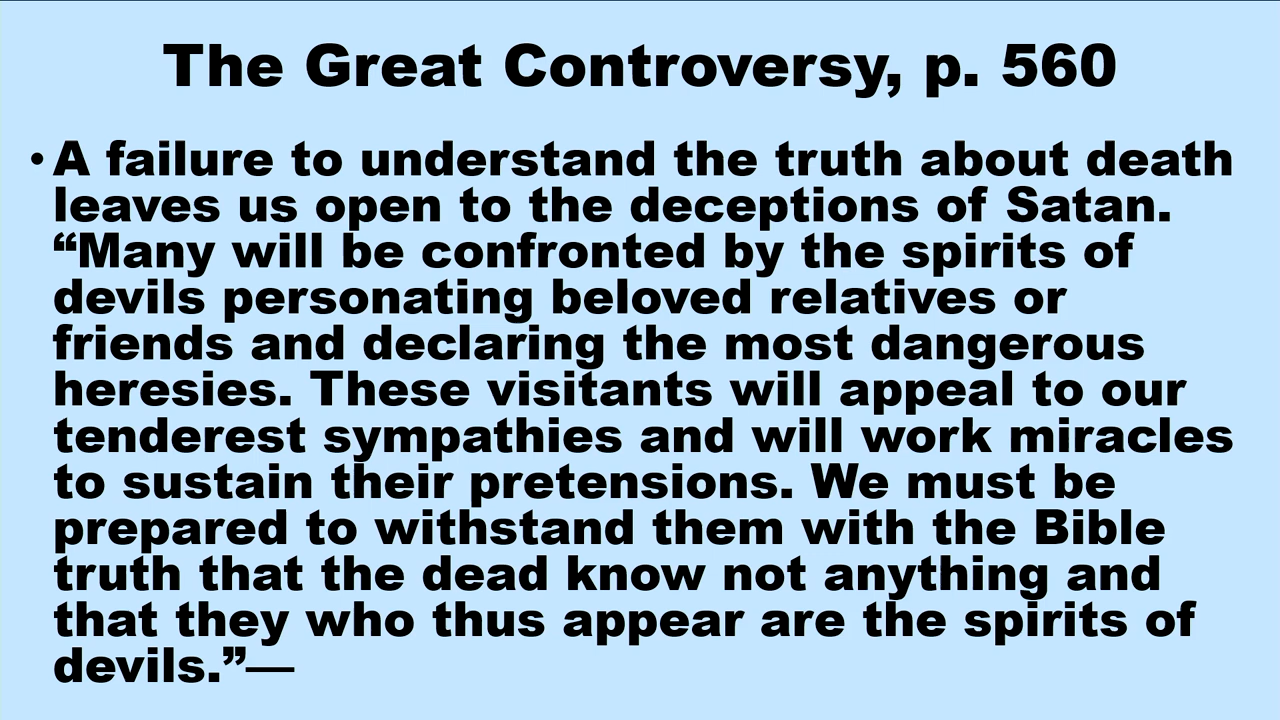 The Great Controversy, p. 560
• A failure to understand the truth about death
leaves us open to the deceptions of Satan.
“Many will be confronted by the spirits of
devils personating beloved relatives or
friends and declaring the most dangerous
heresies. These visitants will appeal to our
tenderest sympathies and will work miracles
to sustain their pretensions. We must be
prepared to withstand them with the Bible
truth that the dead know not anything and
that they who thus appear are the spirits of
devils.”—